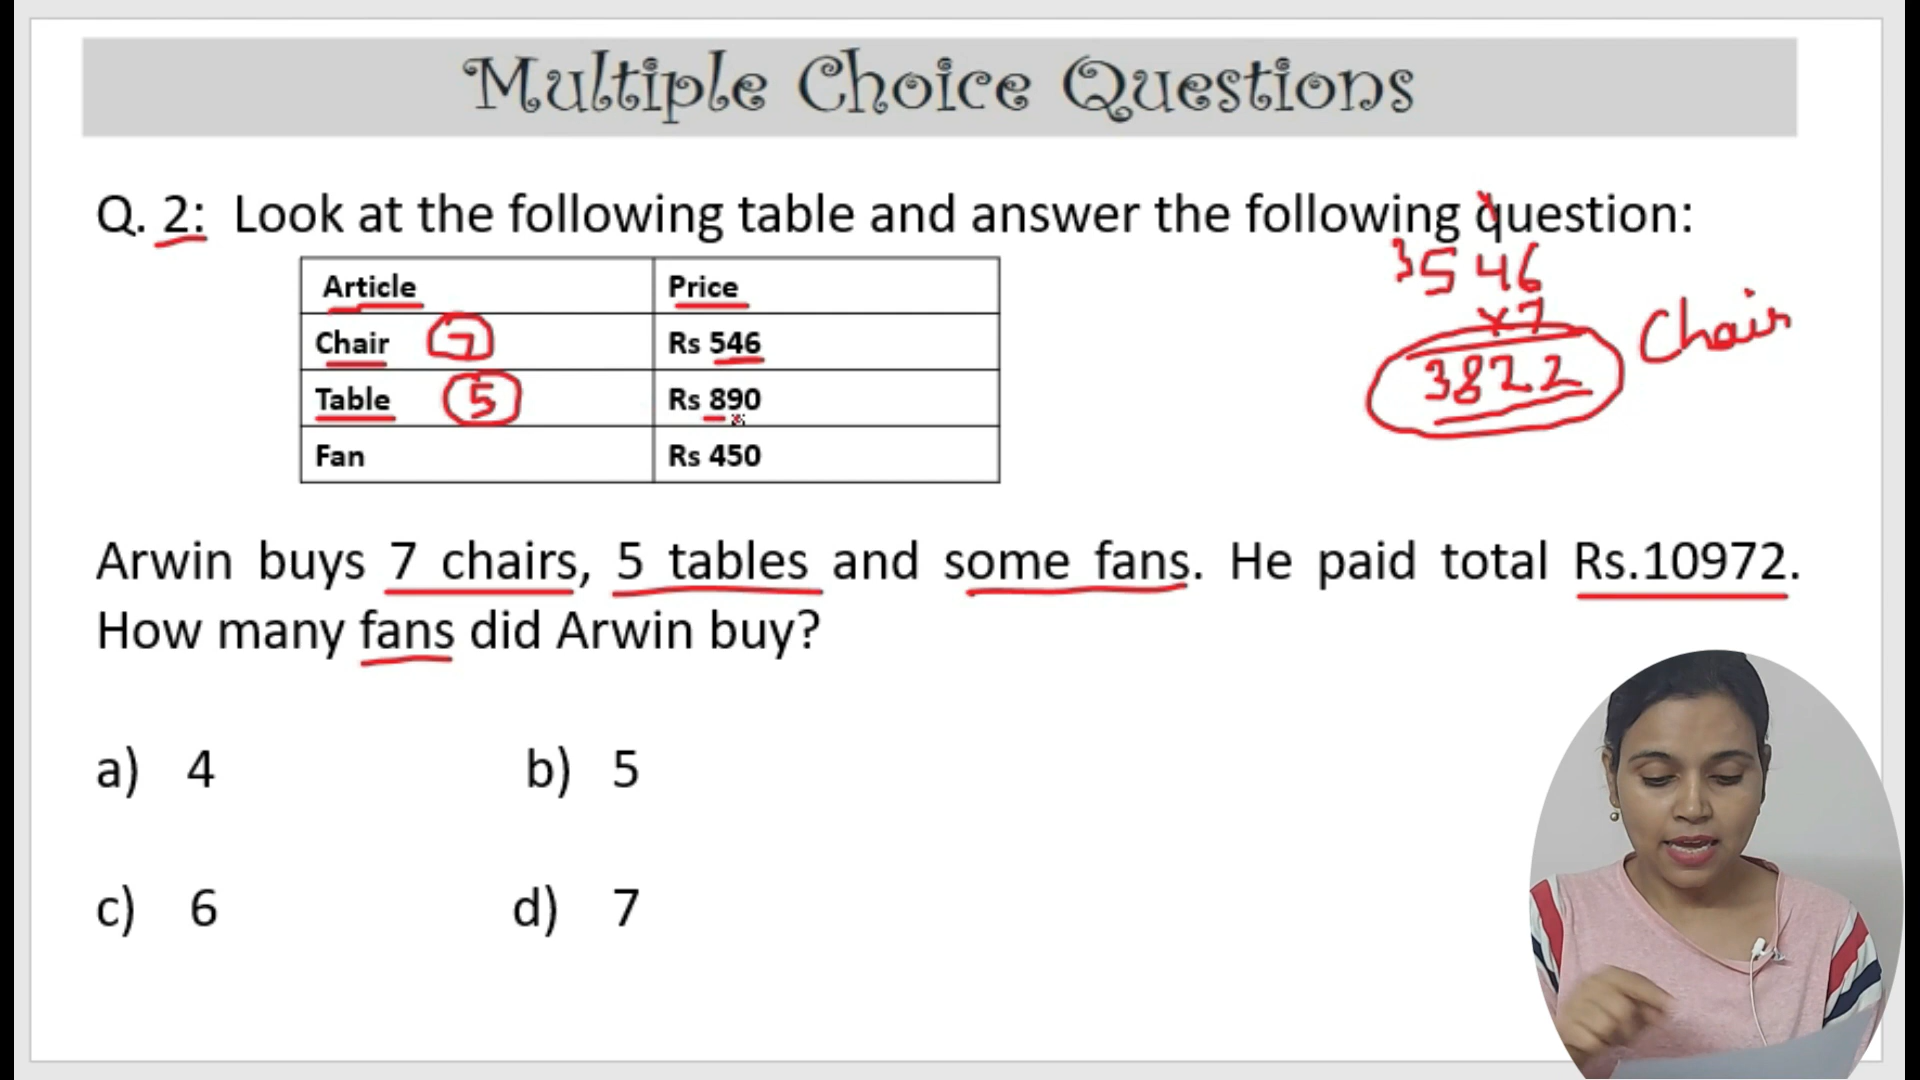 Multiple Choice Questions
Q. 2: Look at the following table and answer the following question:
Article Price
Chair 7 Rs 546
Table 5 Rs 890
Fan Rs 450
3546
x7
3822 Chair
Arwin buys 7 chairs, 5 tables and some fans. He paid total Rs.10972.
How many fans did Arwin buy?
a) 4 b) 5
c) 6 d) 7